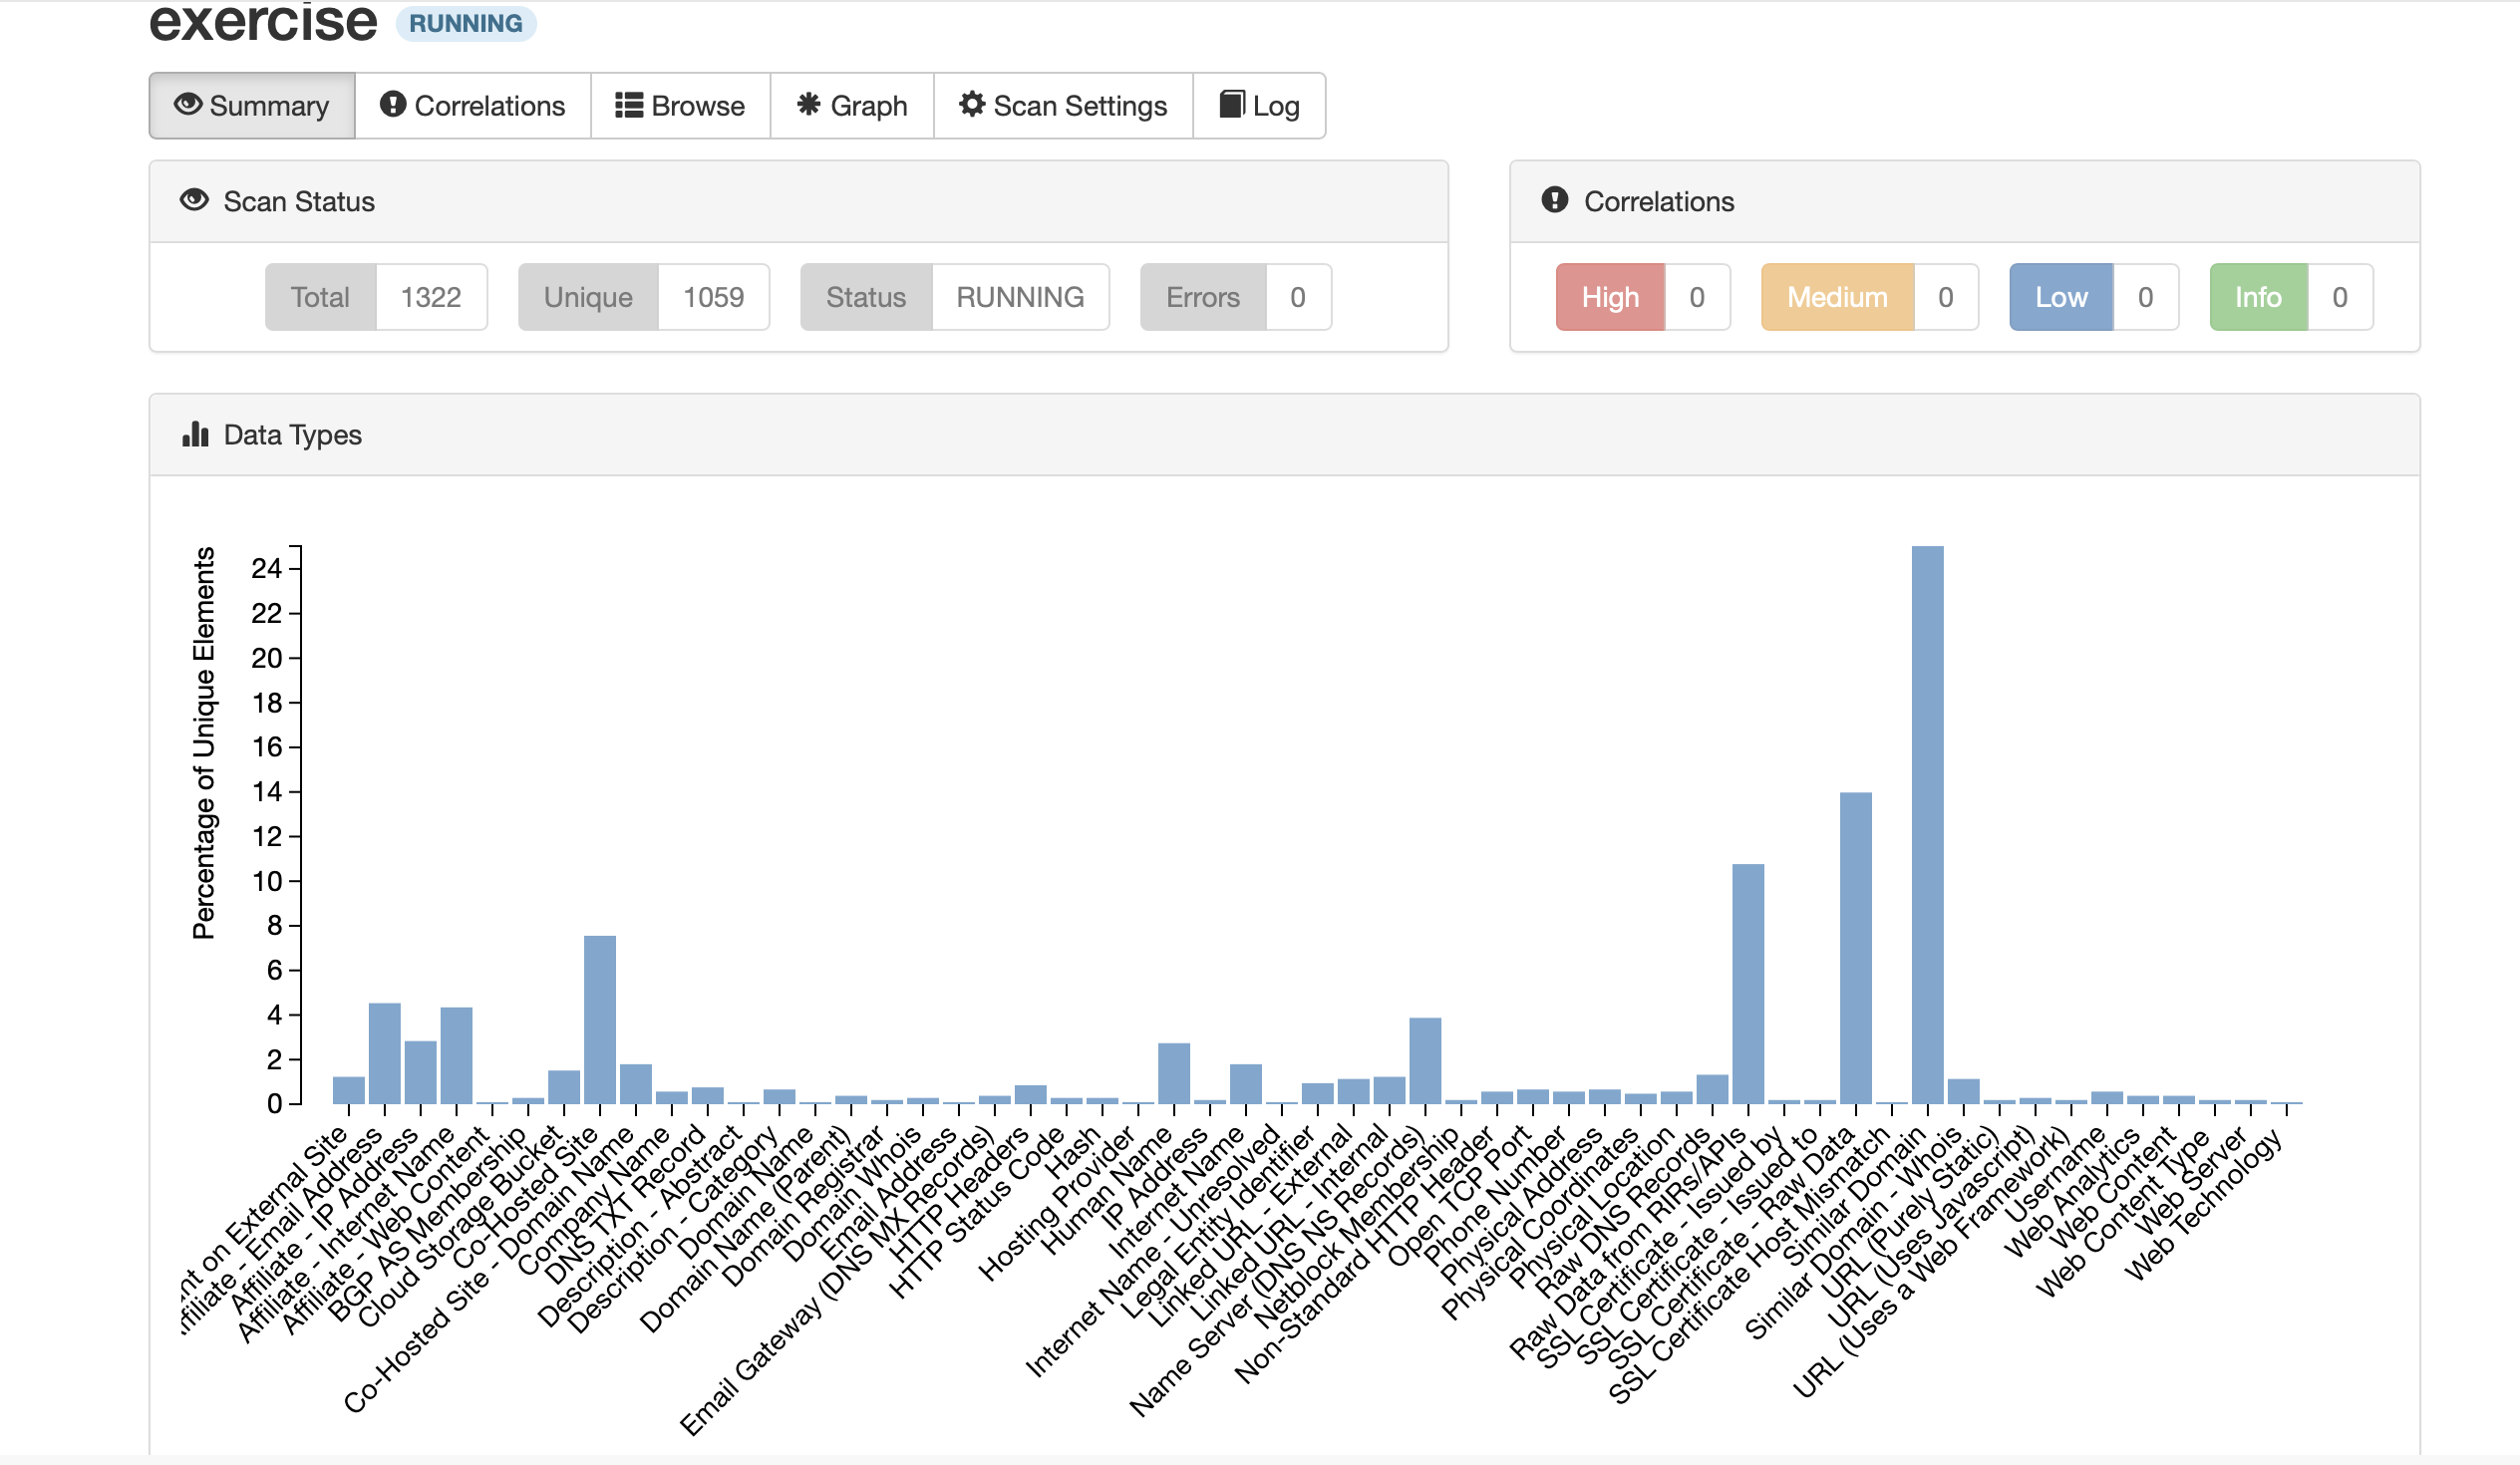 exercise RUNNING
Summary Correlations Browse Graph Scan Settings Log
Scan Status
Total 1322 Unique 1059 Status RUNNING Errors 0
Correlations
High 0 Medium 0 Low 0 Info 0
Data Types
Percentage of Unique Elements
24
22
20
18
16
14
12
10
8
6
4
2
0
nt on External Site
filiate - Email Address
Affiliate - IP Address
Affiliate - Internet Name
Affiliate - Web Content
BGP AS Membership
Cloud Storage Bucket
Co-Hosted Site
Co-Hosted Site - Domain Name
Company Name
DNS TXT Record
Description - Abstract
Description - Category
Domain Name
Domain Name (Parent)
Domain Registrar
Domain Whois
Email Address
Email Gateway (DNS MX Records)
HTTP Headers
HTTP Status Code
Hash
Hosting Provider
Human Name
IP Address
Internet Name
Internet Name - Unresolved
Legal Entity Identifier
Linked URL - External
Linked URL - Internal
Name Server (DNS NS Records)
Netblock Membership
Non-Standard HTTP Header
Open TCP Port
Phone Number
Physical Address
Physical Coordinates
Physical Location
Raw DNS Records
Raw Data from RIRs/APIs
SSL Certificate - Issued by
SSL Certificate - Issued to
SSL Certificate - Raw Data
SSL Certificate Host Mismatch
Similar Domain
Similar Domain - Whois
URL (Purely Static)
URL (Uses Javascript)
URL (Uses a Web Framework)
Username
Web Analytics
Web Content
Web Content Type
Web Server
Web Technology